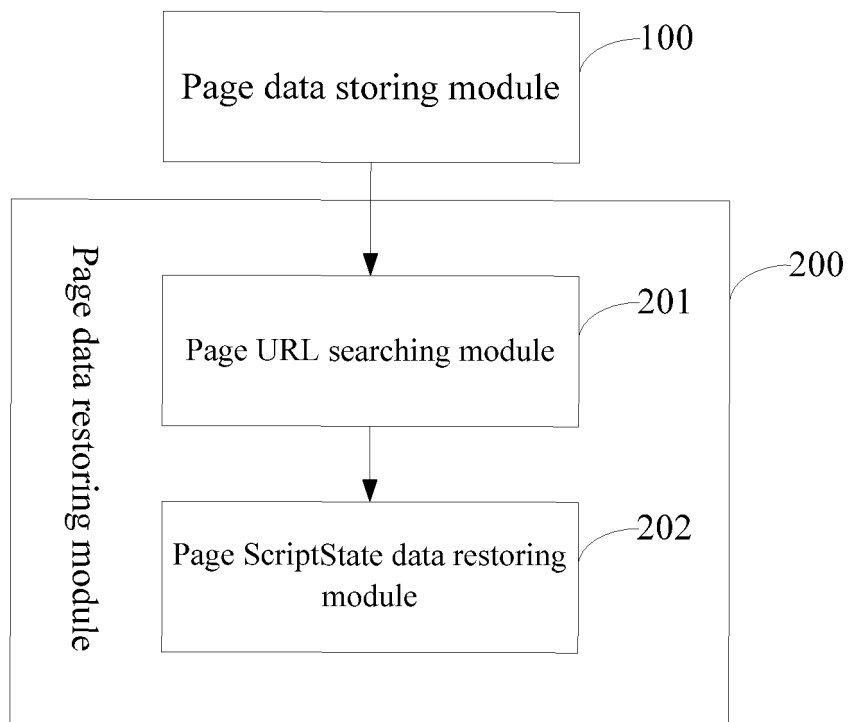 100
Page data storing module
200
Page data restoring module
201
Page URL searching module
202
Page ScriptState data restoring
module